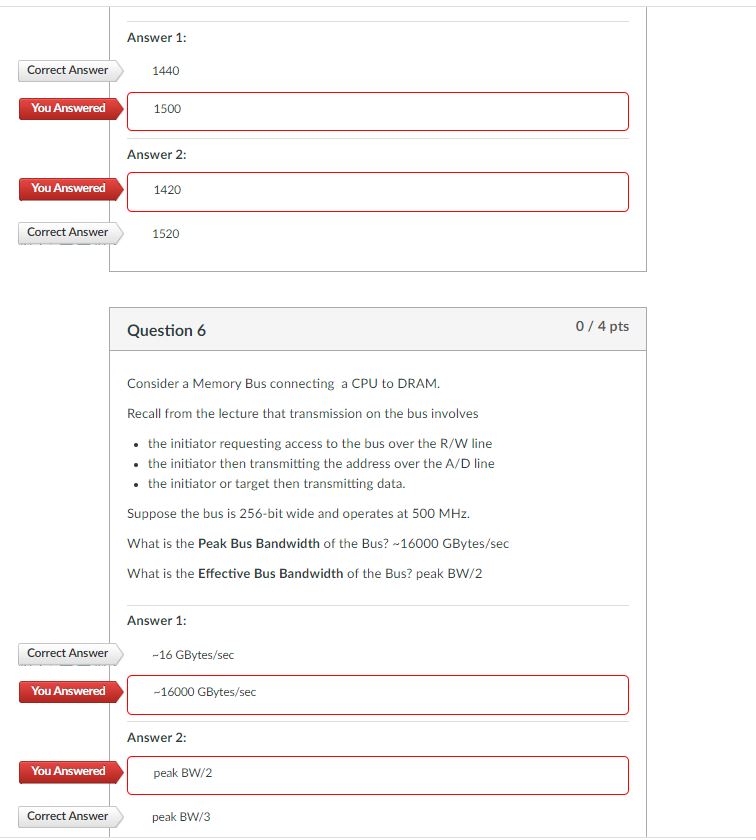 Answer 1:
Correct Answer
1440
You Answered
1500
Answer 2:
You Answered
1420
Correct Answer
1520
Question 6
0 / 4 pts
Consider a Memory Bus connecting a CPU to DRAM.
Recall from the lecture that transmission on the bus involves
• the initiator requesting access to the bus over the R/W line
• the initiator then transmitting the address over the A/D line
• the initiator or target then transmitting data.
Suppose the bus is 256-bit wide and operates at 500 MHz.
What is the Peak Bus Bandwidth of the Bus? ~16000 GBytes/sec
What is the Effective Bus Bandwidth of the Bus? peak BW/2
Answer 1:
Correct Answer
~16 GBytes/sec
You Answered
~16000 GBytes/sec
Answer 2:
You Answered
peak BW/2
Correct Answer
peak BW/3